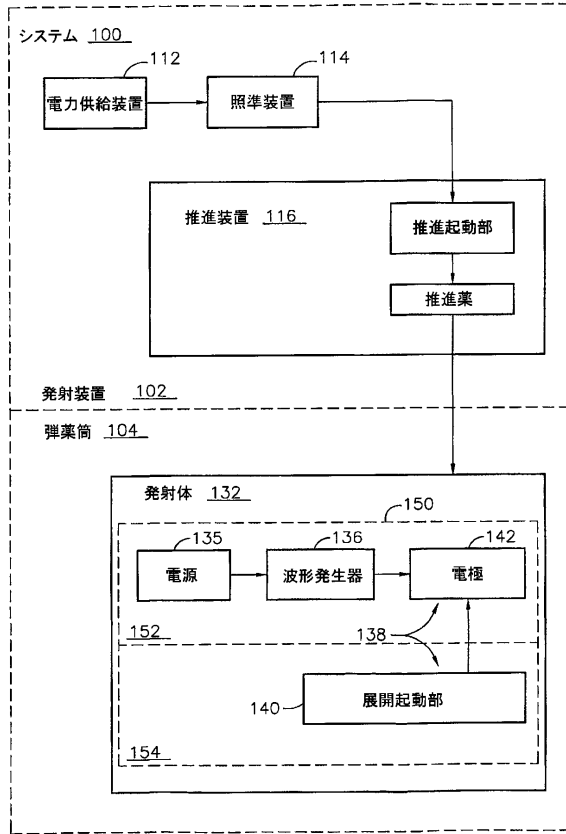 システム 100
112
114
電力供給装置
照準装置
推進装置 116
推進起動部
推進薬
発射装置 102
弾薬筒 104
発射体 132
150
135
136
142
電源
波形発生器
電極
152
138
140
展開起動部
154